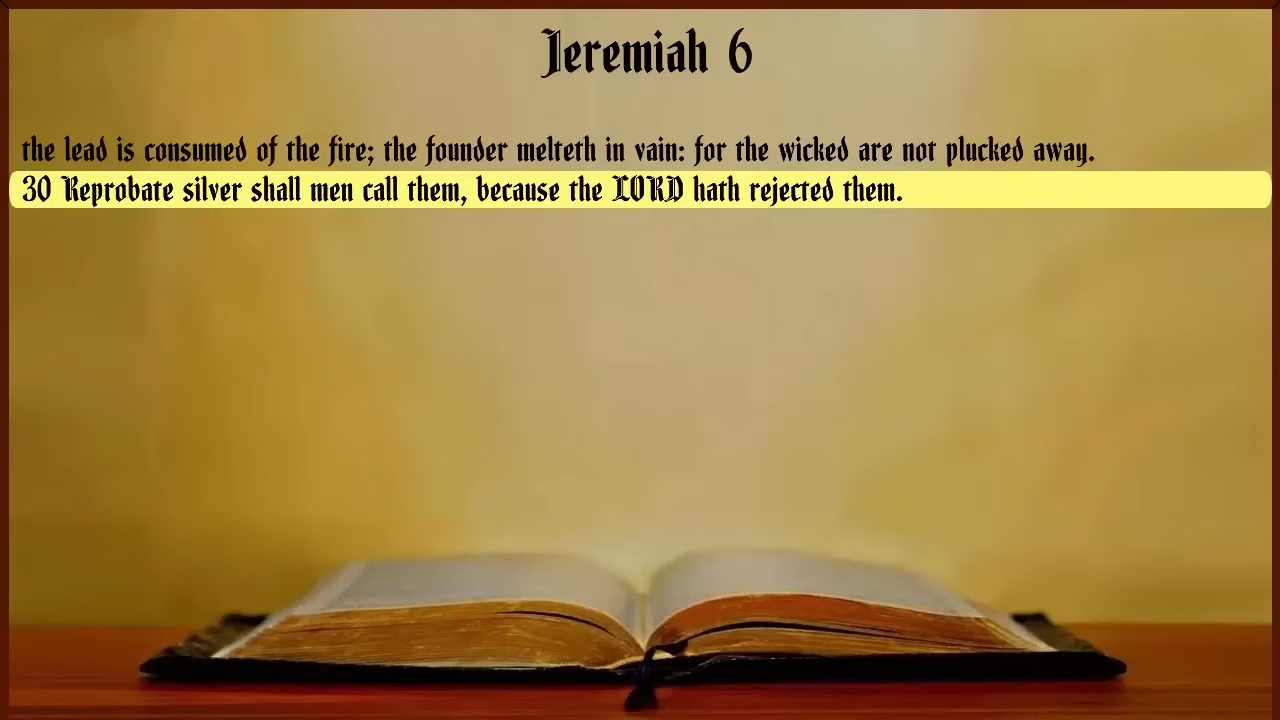 Jeremiah 6
the lead is consumed of the fire; the founder melteth in vain: for the wicked are not plucked away.
30 Reprobate silver shall men call them, because the LORD hath rejected them.